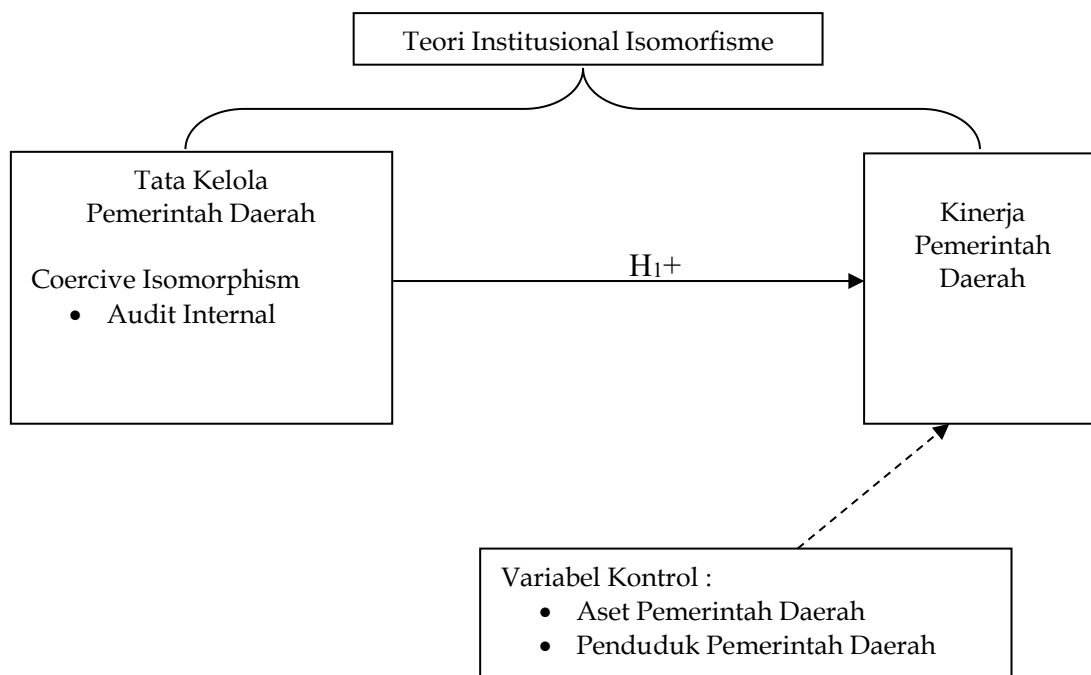 Teori Institusional Isomorfisme
Tata Kelola
Pemerintah Daerah
Coercive Isomorphism
• Audit Internal
H1+
Kinerja
Pemerintah
Daerah
Variabel Kontrol :
• Aset Pemerintah Daerah
• Penduduk Pemerintah Daerah